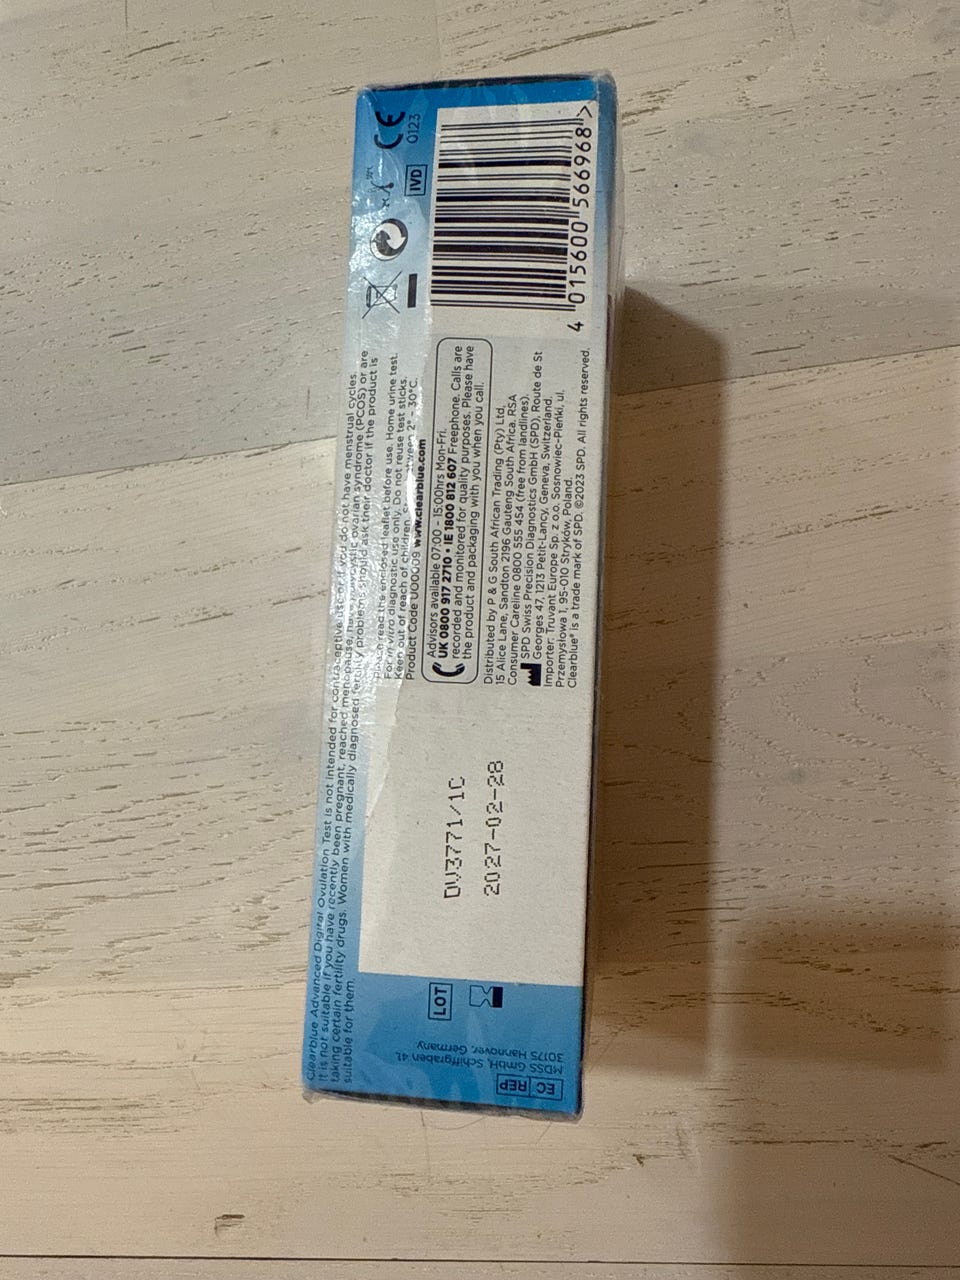 Clearblue Advanced Digital Ovulation Test is not intended for contraceptive use or if you do not have menstrual cycles.
It is not suitable if you have recently been pregnant, reached menopause, have polycystic ovarian syndrome (PCOS) or are
taking certain fertility drugs. Women with medically diagnosed fertility problems should ask their doctor if the product is
suitable for them.
Please read the enclosed leaflet before use. Home urine test.
For in vitro diagnostic use only. Do not reuse test sticks.
Keep out of reach of children. between 2° - 30°C.
Product Code www.clearblue.com
Advisors available 07:00 - 15:00hrs Mon-Fri.
UK 0800 917 2710 • IE 1800 812 607 Freephone. Calls are
recorded and monitored for quality purposes. Please have
the product and packaging with you when you call.
Distributed by P & G South African Trading (Pty) Ltd,
15 Alice Lane, Sandton 2196 Gauteng South Africa. RSA
Consumer Careline 0800 555 454 (free from landlines).
SPD Swiss Precision Diagnostics GmbH (SPD), Route de St
Georges 47, 1213 Petit-Lancy, Geneva, Switzerland.
Importer: Truvant Europe Sp. z o.o. Sosnowiec-Pieńki, ul.
Przemysłowa 1, 95-010 Stryków, Poland.
Clearblue® is a trade mark of SPD. ©2023 SPD. All rights reserved.
CE
0123
IVD
4 015600 566968 >
LOT
DV3771/1C
2027-02-28
EC REP
MDSS GmbH, Schiffgraben 41,
30175 Hannover, Germany